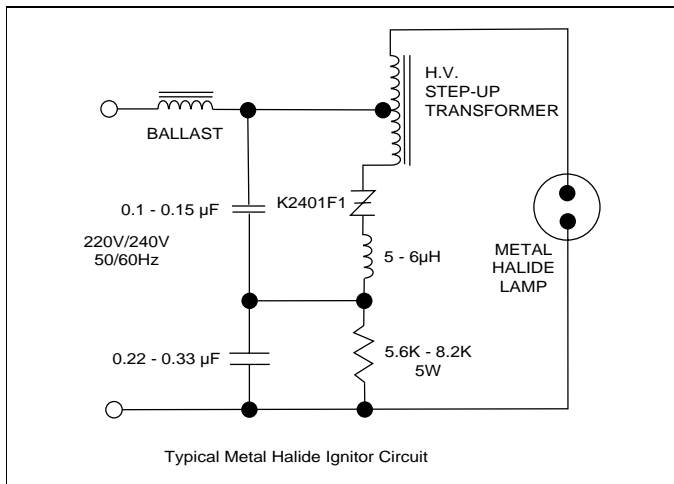 H.V.
STEP-UP
TRANSFORMER
BALLAST
K2401F1
0.1 - 0.15 µF
220V/240V
50/60Hz
5 - 6µH
METAL
HALIDE
LAMP
0.22 - 0.33 µF
5.6K - 8.2K
5W
Typical Metal Halide Ignitor Circuit